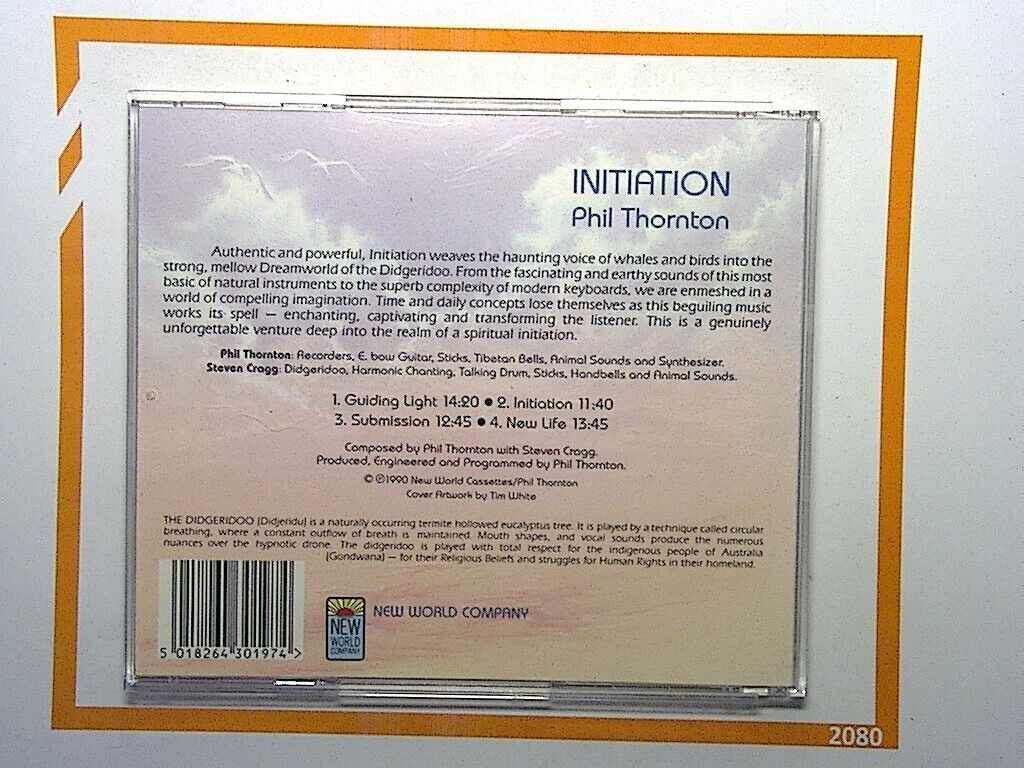 INITIATION
Phil Thornton
Authentic and powerful, Initiation weaves the haunting voice of whales and birds into the
strong, mellow Dreamworld of the Didgeridoo. From the fascinating and earthy sounds of this most
basic of natural instruments to the superb complexity of modern keyboards, we are enmeshed in a
world of compelling imagination. Time and daily concepts lose themselves as this beguiling music
works its spell — enchanting, captivating and transforming the listener. This is a genuinely
unforgettable venture deep into the realm of a spiritual initiation.
Phil Thornton: Recorders, E. bow Guitar, Sticks, Tibetan Bells, Animal Sounds and Synthesizer.
Steven Cragg: Didgeridoo, Harmonic Chanting, Talking Drum, Sticks, Handbells and Animal Sounds.
1. Guiding Light 14:20 ● 2. Initiation 11:40
3. Submission 12:45 ● 4. New Life 13:45
Composed by Phil Thornton with Steven Cragg.
Produced, Engineered and Programmed by Phil Thornton.
© ℗1990 New World Cassettes/Phil Thornton
Cover Artwork by Tim White
THE DIDGERIDOO [Didjeridu] is a naturally occurring termite hollowed eucalyptus tree. It is played by a technique called circular
breathing, where a constant outflow of breath is maintained. Mouth shapes, and vocal sounds produce the numerous
nuances over the hypnotic drone. The didgeridoo is played with total respect for the indigenous people of Australia
[Gondwana] — for their Religious Beliefs and struggles for Human Rights in their homeland.
5 018264 301974 >
NEW
WORLD
COMPANY
NEW WORLD COMPANY
2080